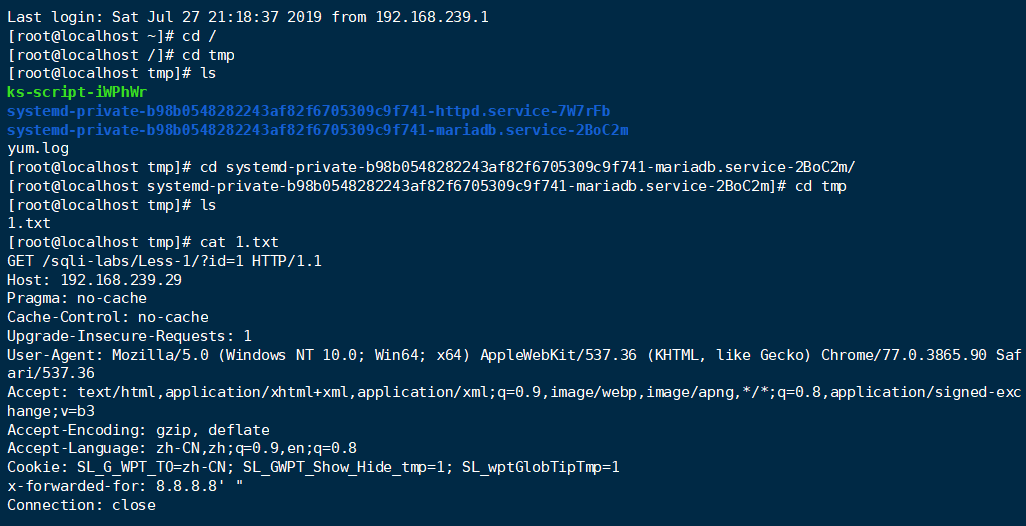 Last login: Sat Jul 27 21:18:37 2019 from 192.168.239.1
[root@localhost ~]# cd /
[root@localhost /]# cd tmp
[root@localhost tmp]# ls
ks-script-iWPhWr
systemd-private-b98b0548282243af82f6705309c9f741-httpd.service-7W7rFb
systemd-private-b98b0548282243af82f6705309c9f741-mariadb.service-2BoC2m
yum.log
[root@localhost tmp]# cd systemd-private-b98b0548282243af82f6705309c9f741-mariadb.service-2BoC2m/
[root@localhost systemd-private-b98b0548282243af82f6705309c9f741-mariadb.service-2BoC2m]# cd tmp
[root@localhost tmp]# ls
1.txt
[root@localhost tmp]# cat 1.txt
GET /sqli-labs/Less-1/?id=1 HTTP/1.1
Host: 192.168.239.29
Pragma: no-cache
Cache-Control: no-cache
Upgrade-Insecure-Requests: 1
User-Agent: Mozilla/5.0 (Windows NT 10.0; Win64; x64) AppleWebKit/537.36 (KHTML, like Gecko) Chrome/77.0.3865.90 Saf
ari/537.36
Accept: text/html,application/xhtml+xml,application/xml;q=0.9,image/webp,image/apng,*/*;q=0.8,application/signed-exc
hange;v=b3
Accept-Encoding: gzip, deflate
Accept-Language: zh-CN,zh;q=0.9,en;q=0.8
Cookie: SL_G_WPT_TO=zh-CN; SL_GWPT_Show_Hide_tmp=1; SL_wptGlobTipTmp=1
x-forwarded-for: 8.8.8.8' "
Connection: close